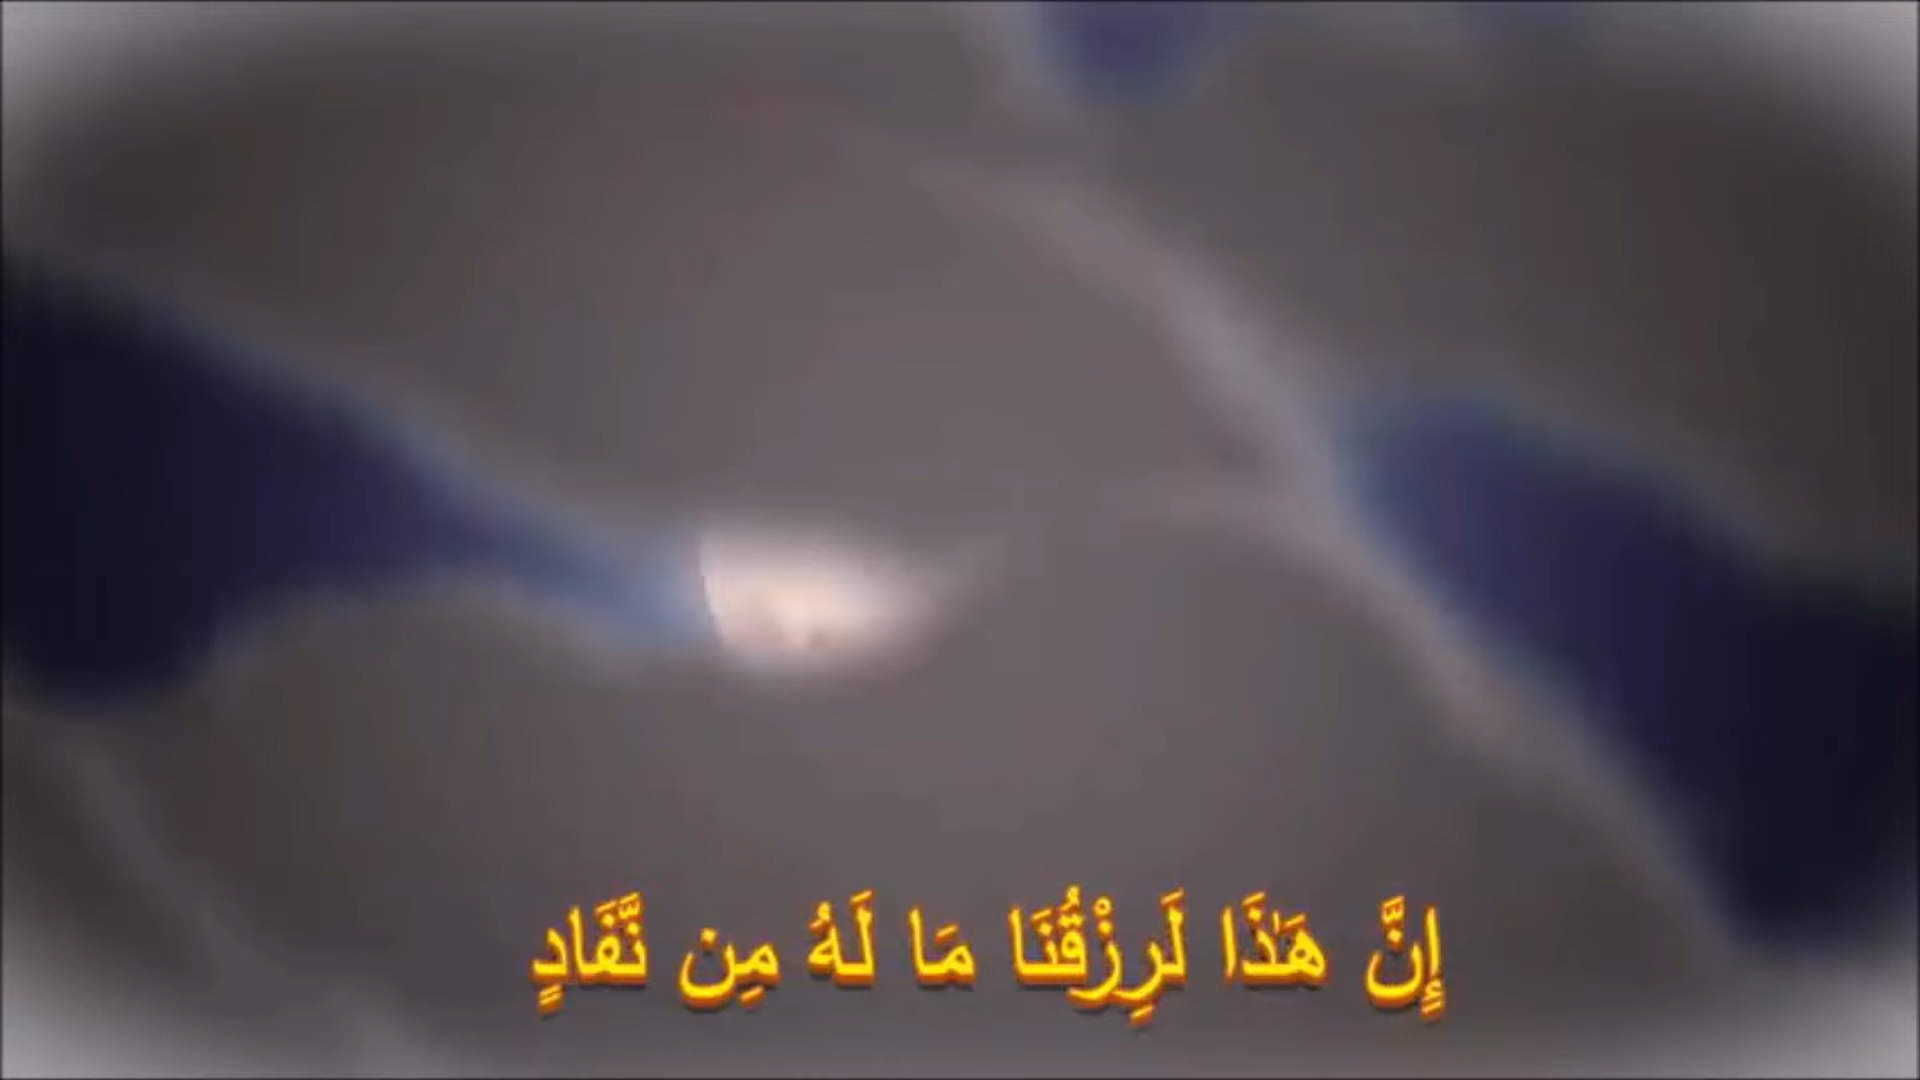 إِنَّ هَٰذَا لَرِزْقُنَا مَا لَهُ مِن نَّفَادٍ